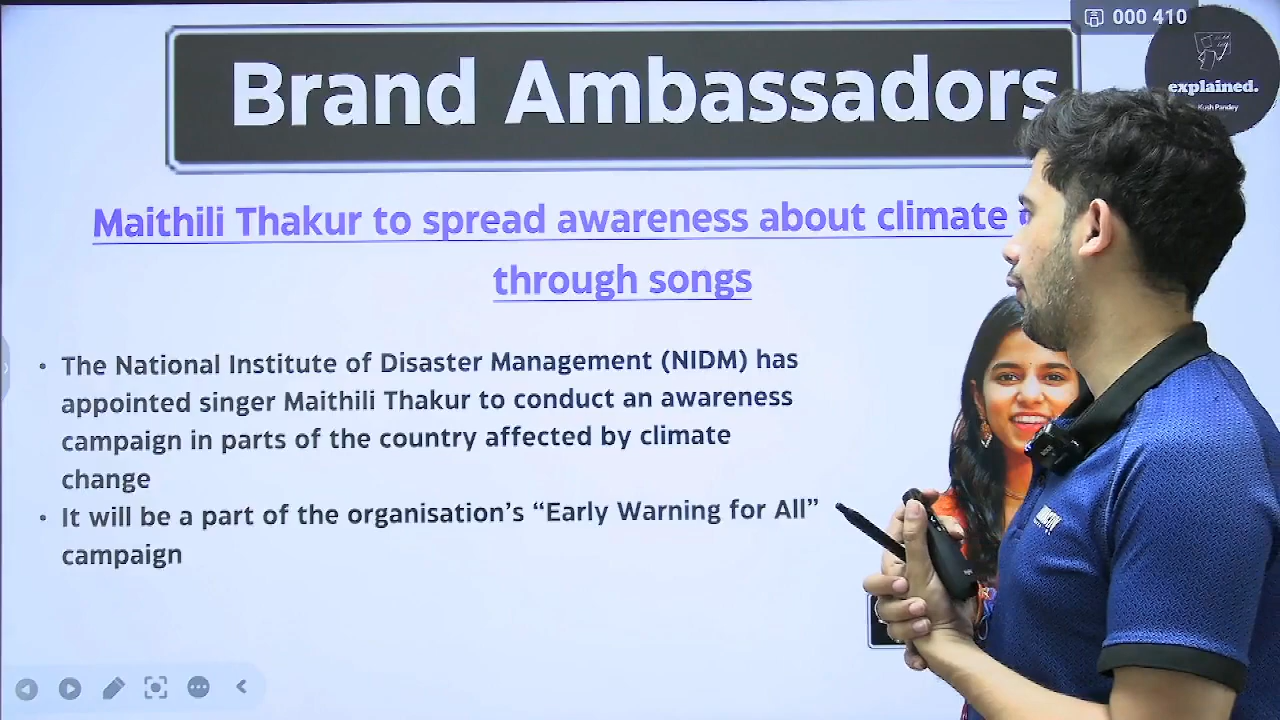 000 410
Brand Ambassadors
explained.
Kush Pandey
Maithili Thakur to spread awareness about climate
through songs
• The National Institute of Disaster Management (NIDM) has
appointed singer Maithili Thakur to conduct an awareness
campaign in parts of the country affected by climate
change
• It will be a part of the organisation’s “Early Warning for All”
campaign